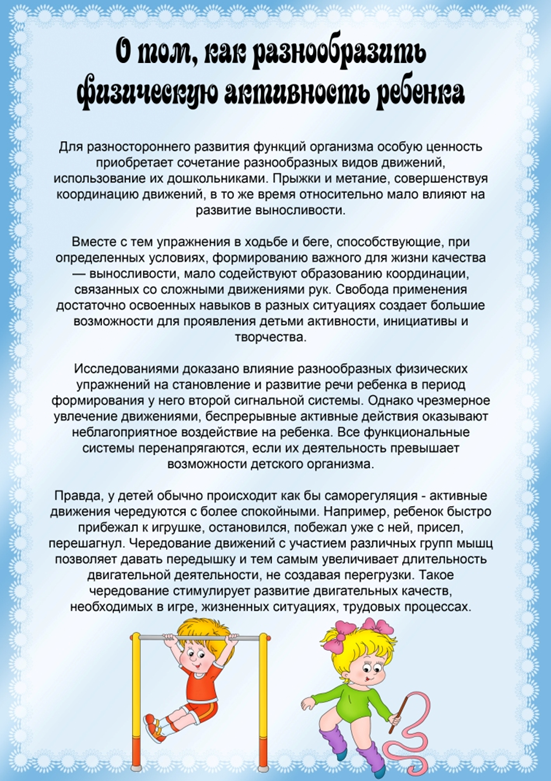 О том, как разнообразить
физическую активность ребенка
Для разностороннего развития функций организма особую ценность
приобретает сочетание разнообразных видов движений,
использование их дошкольниками. Прыжки и метание, совершенствуя
координацию движений, в то же время относительно мало влияют на
развитие выносливости.
Вместе с тем упражнения в ходьбе и беге, способствующие, при
определенных условиях, формированию важного для жизни качества
— выносливости, мало содействуют образованию координации,
связанных со сложными движениями рук. Свобода применения
достаточно освоенных навыков в разных ситуациях создает большие
возможности для проявления детьми активности, инициативы и
творчества.
Исследованиями доказано влияние разнообразных физических
упражнений на становление и развитие речи ребенка в период
формирования у него второй сигнальной системы. Однако чрезмерное
увлечение движениями, беспрерывные активные действия оказывают
неблагоприятное воздействие на ребенка. Все функциональные
системы перенапрягаются, если их деятельность превышает
возможности детского организма.
Правда, у детей обычно происходит как бы саморегуляция - активные
движения чередуются с более спокойными. Например, ребенок быстро
прибежал к игрушке, остановился, побежал уже с ней, присел,
перешагнул. Чередование движений с участием различных групп мышц
позволяет давать передышку и тем самым увеличивает длительность
двигательной деятельности, не создавая перегрузки. Такое
чередование стимулирует развитие двигательных качеств,
необходимых в игре, жизненных ситуациях, трудовых процессах.